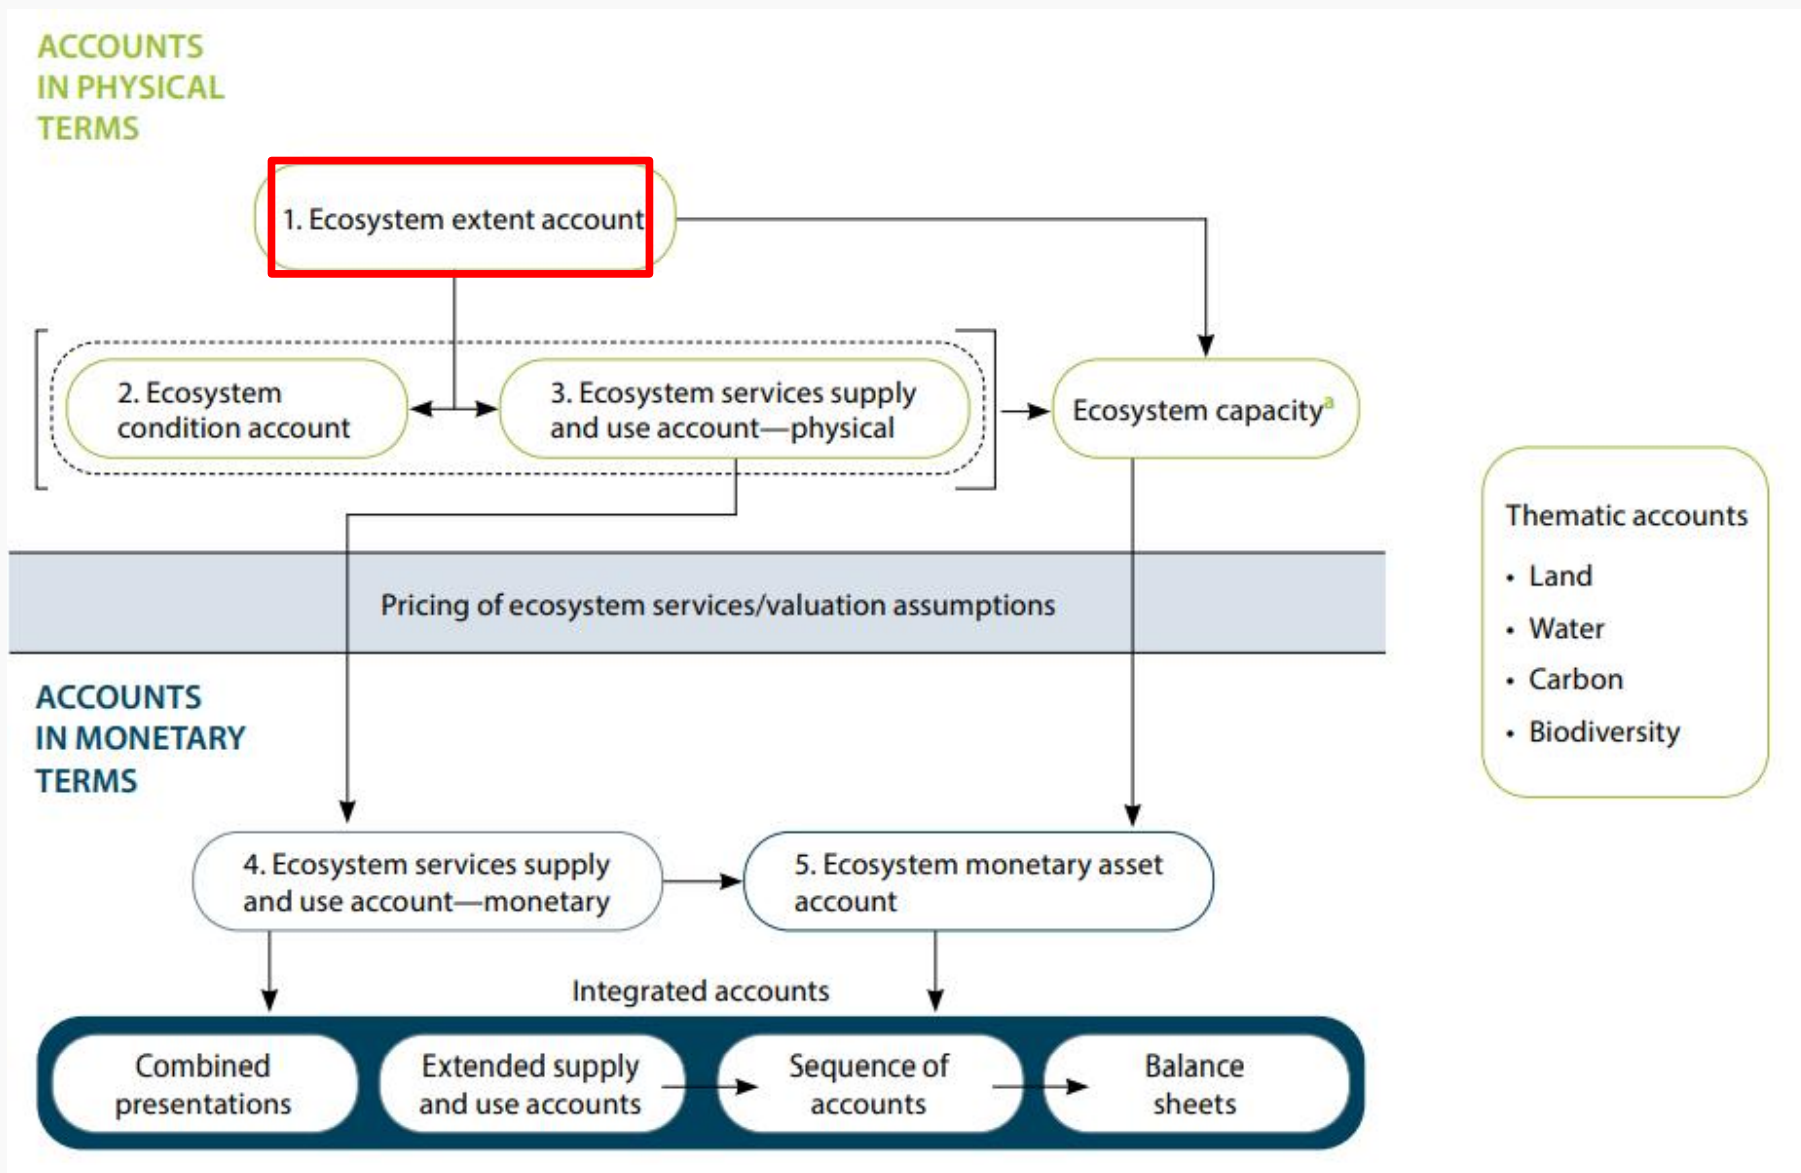 ACCOUNTS
IN PHYSICAL
TERMS
1. Ecosystem extent account
2. Ecosystem
condition account
3. Ecosystem services supply
and use account—physical
Ecosystem capacityª
Thematic accounts
• Land
• Water
• Carbon
• Biodiversity
Pricing of ecosystem services/valuation assumptions
ACCOUNTS
IN MONETARY
TERMS
4. Ecosystem services supply
and use account—monetary
5. Ecosystem monetary asset
account
Integrated accounts
Combined
presentations
Extended supply
and use accounts
Sequence of
accounts
Balance
sheets